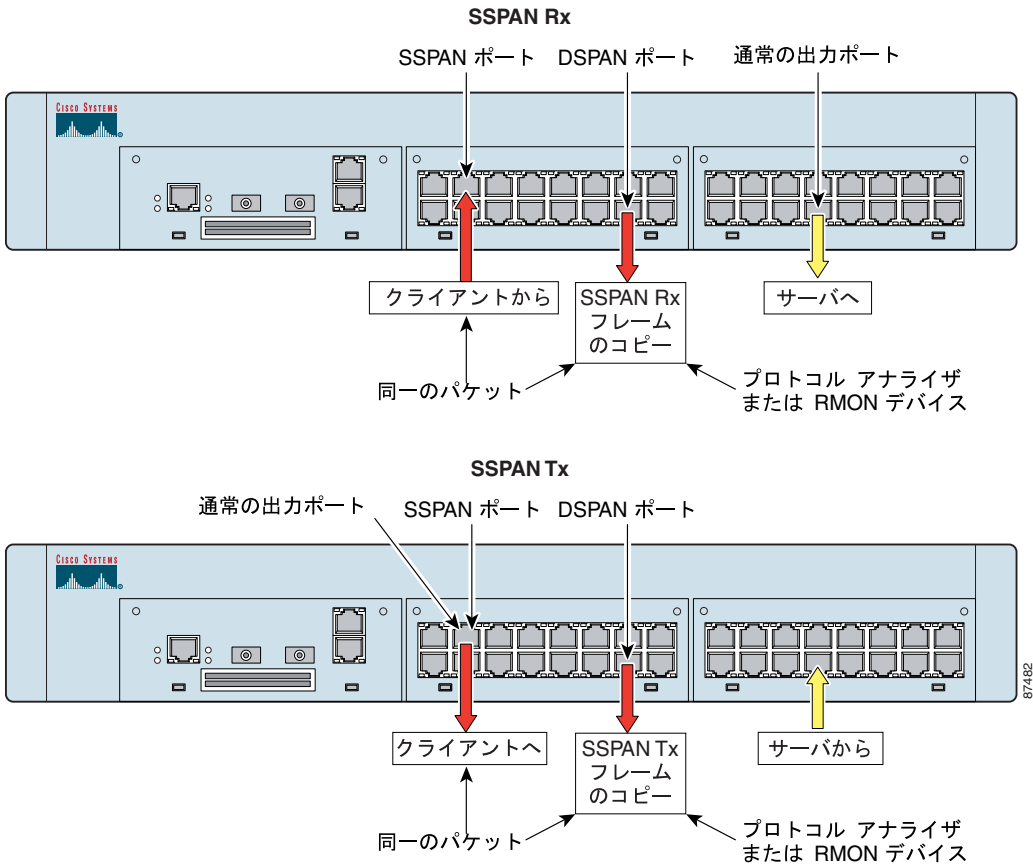 SSPAN Rx
SSPAN ポート
DSPAN ポート
通常の出力ポート
CISCO SYSTEMS
クライアントから
SSPAN Rx
フレーム
のコピー
サーバへ
同一のパケット
プロトコル アナライザ
または RMON デバイス
SSPAN Tx
通常の出力ポート
SSPAN ポート
DSPAN ポート
CISCO SYSTEMS
87482
クライアントへ
SSPAN Tx
フレーム
のコピー
サーバから
同一のパケット
プロトコル アナライザ
または RMON デバイス